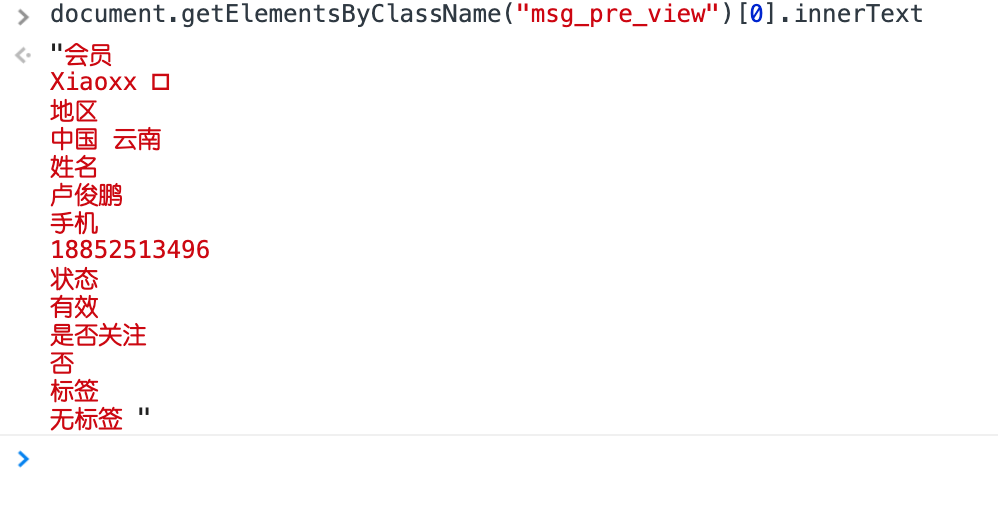 document.getElementsByClassName("msg_pre_view")[0].innerText
"会员
Xiaoxx 口
地区
中国 云南
姓名
卢俊鹏
手机
18852513496
状态
有效
是否关注
否
标签
无标签 "